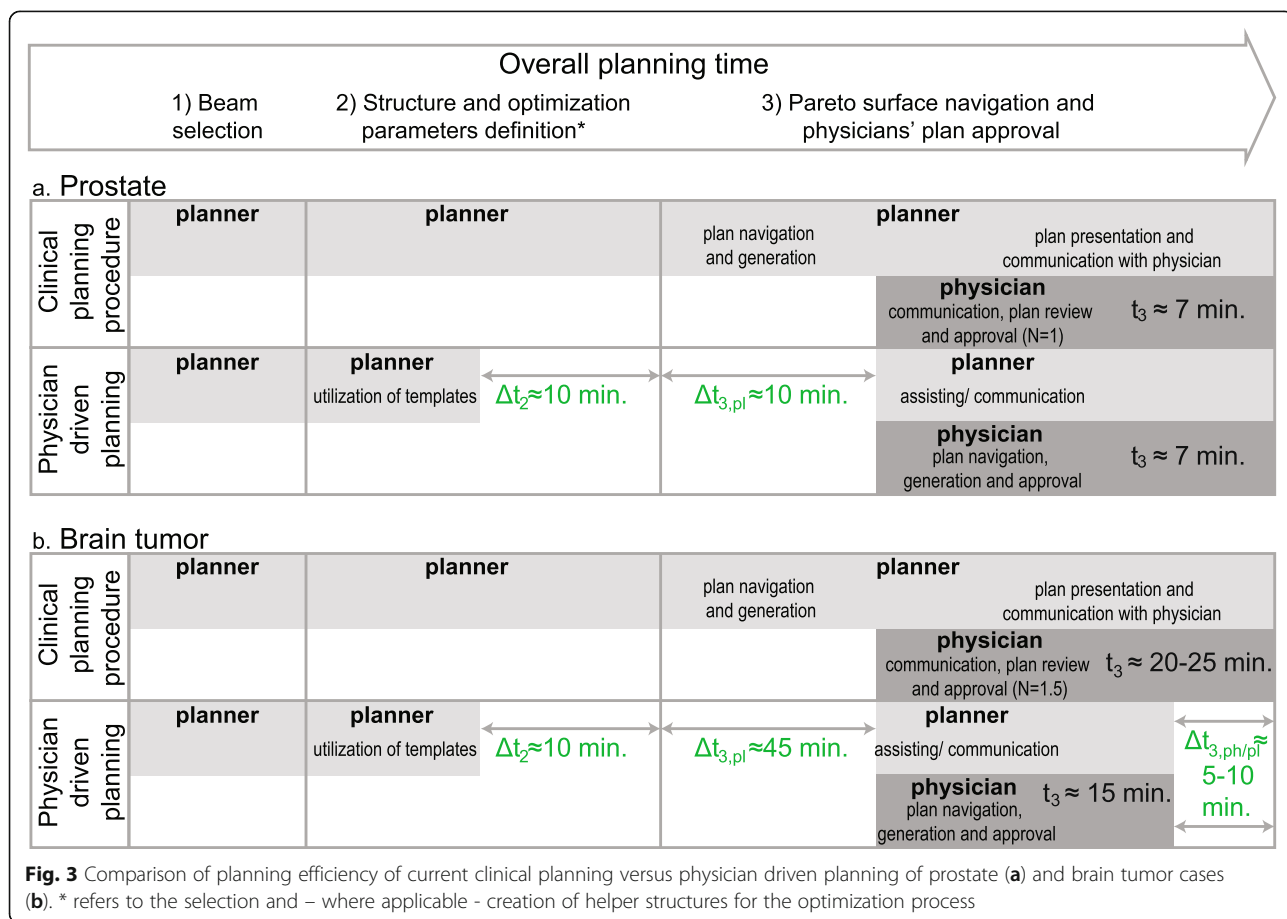 Overall planning time
1) Beam
selection
2) Structure and optimization
parameters definition*
3) Pareto surface navigation and
physicians' plan approval
a. Prostate
Clinical
planning
procedure
planner
planner
planner
plan navigation
and generation
plan presentation and
communication with physician
physician
communication, plan review
and approval (N=1)
t3 ≈ 7 min.
Physician
driven
planning
planner
planner
utilization of templates
Δt2≈10 min.
Δt3,pl≈10 min.
planner
assisting/ communication
physician
plan navigation,
generation and approval
t3 ≈ 7 min.
b. Brain tumor
Clinical
planning
procedure
planner
planner
planner
plan navigation
and generation
plan presentation and
communication with physician
physician
communication, plan review
and approval (N=1.5)
t3 ≈ 20-25 min.
Physician
driven
planning
planner
planner
utilization of templates
Δt2≈10 min.
Δt3,pl≈45 min.
planner
assisting/ communication
physician
plan navigation,
generation and approval
t3 ≈ 15 min.
Δt3,ph/pl≈
5-10
min.
Fig. 3 Comparison of planning efficiency of current clinical planning versus physician driven planning of prostate (a) and brain tumor cases
(b). * refers to the selection and – where applicable - creation of helper structures for the optimization process